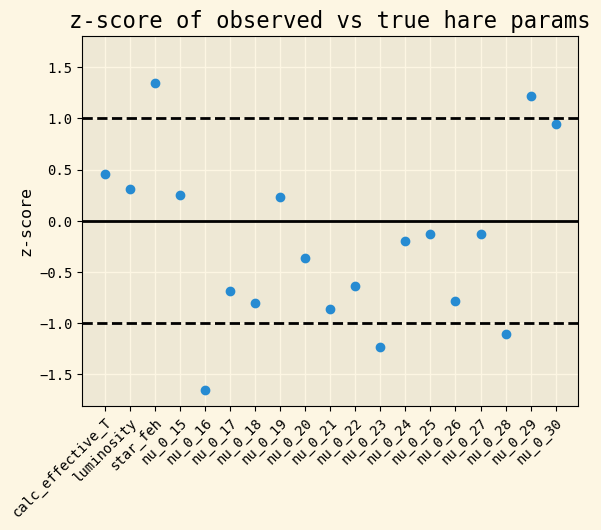 z-score of observed vs true hare params
z-score
1.5
1.0
0.5
0.0
−0.5
−1.0
−1.5
calc_effective_T
luminosity
star_feh
nu_0_15
nu_0_16
nu_0_17
nu_0_18
nu_0_19
nu_0_20
nu_0_21
nu_0_22
nu_0_23
nu_0_24
nu_0_25
nu_0_26
nu_0_27
nu_0_28
nu_0_29
nu_0_30